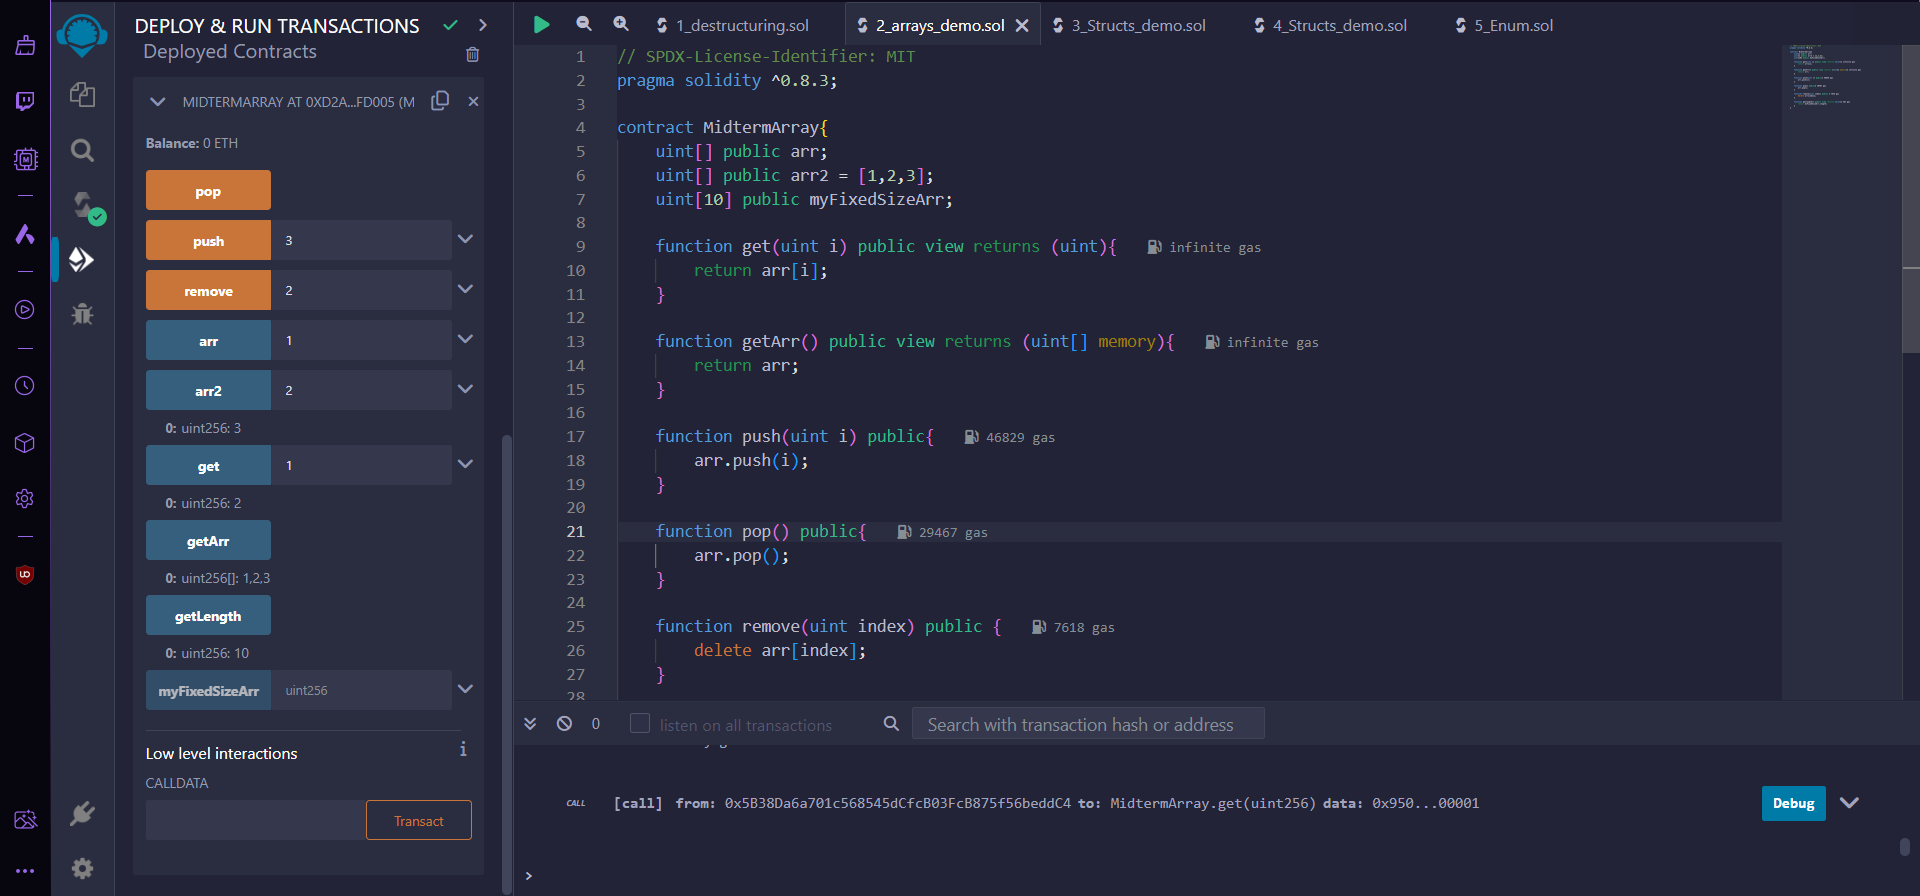 DEPLOY & RUN TRANSACTIONS
Deployed Contracts
MIDTERMARRAY AT 0XD2A...FD005 (M
Balance: 0 ETH
pop
push 3
remove 2
arr 1
arr2 2
0: uint256: 3
get 1
0: uint256: 2
getArr
0: uint256[]: 1,2,3
getLength
0: uint256: 10
myFixedSizeArr uint256
Low level interactions i
CALLDATA
Transact
1_destructuring.sol 2_arrays_demo.sol 3_Structs_demo.sol 4_Structs_demo.sol 5_Enum.sol
1 // SPDX-License-Identifier: MIT
2 pragma solidity ^0.8.3;
3
4 contract MidtermArray{
5 uint[] public arr;
6 uint[] public arr2 = [1,2,3];
7 uint[10] public myFixedSizeArr;
8
9 function get(uint i) public view returns (uint){ infinite gas
10 return arr[i];
11 }
12
13 function getArr() public view returns (uint[] memory){ infinite gas
14 return arr;
15 }
16
17 function push(uint i) public{ 46829 gas
18 arr.push(i);
19 }
20
21 function pop() public{ 29467 gas
22 arr.pop();
23 }
24
25 function remove(uint index) public { 7618 gas
26 delete arr[index];
27 }
28
0 listen on all transactions Search with transaction hash or address
CALL [call] from: 0x5B38Da6a701c568545dCfcB03FcB875f56beddC4 to: MidtermArray.get(uint256) data: 0x950...00001 Debug
>